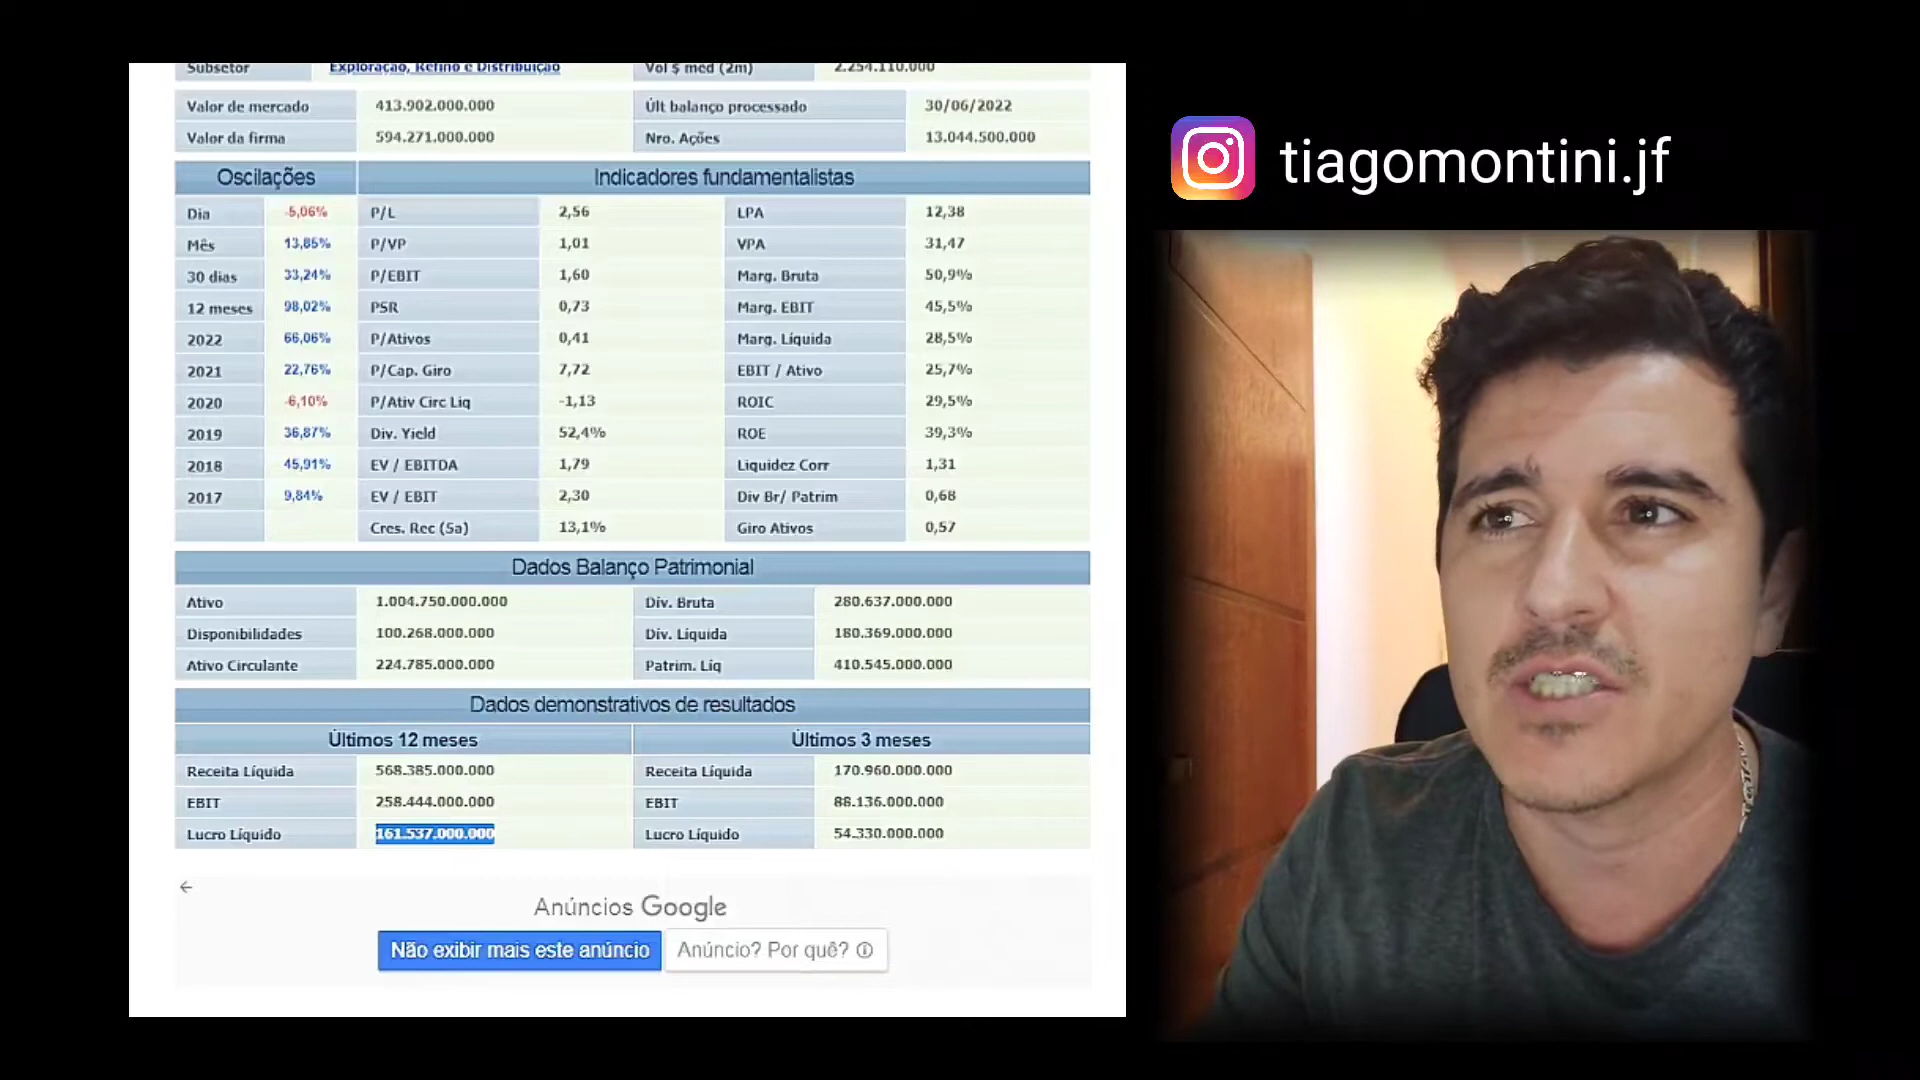 Subsetor Exploração, Refino e Distribuição Vol $ méd (2m) 2.254.110.000
Valor de mercado 413.902.000.000 Últ balanço processado 30/06/2022
Valor da firma 594.271.000.000 Nro. Ações 13.044.500.000
Oscilações Indicadores fundamentalistas
Dia -5,06% P/L 2,56 LPA 12,38
Mês 13,85% P/VP 1,01 VPA 31,47
30 dias 33,24% P/EBIT 1,60 Marg. Bruta 50,9%
12 meses 98,02% PSR 0,73 Marg. EBIT 45,5%
2022 66,06% P/Ativos 0,41 Marg. Líquida 28,5%
2021 22,76% P/Cap. Giro 7,72 EBIT / Ativo 25,7%
2020 -6,10% P/Ativ Circ Liq -1,13 ROIC 29,5%
2019 36,87% Div. Yield 52,4% ROE 39,3%
2018 45,91% EV / EBITDA 1,79 Liquidez Corr 1,31
2017 9,84% EV / EBIT 2,30 Div Br/ Patrim 0,68
Cres. Rec (5a) 13,1% Giro Ativos 0,57
Dados Balanço Patrimonial
Ativo 1.004.750.000.000 Dív. Bruta 280.637.000.000
Disponibilidades 100.268.000.000 Dív. Líquida 180.369.000.000
Ativo Circulante 224.785.000.000 Patrim. Líq 410.545.000.000
Dados demonstrativos de resultados
Últimos 12 meses Últimos 3 meses
Receita Líquida 568.385.000.000 Receita Líquida 170.960.000.000
EBIT 258.444.000.000 EBIT 88.136.000.000
Lucro Líquido 161.537.000.000 Lucro Líquido 54.330.000.000
Anúncios Google
Não exibir mais este anúncio Anúncio? Por quê?
tiagomontini.jf